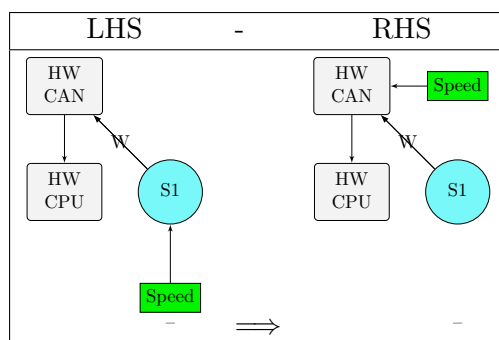 LHS - RHS
HW
CAN
HW
CAN
Speed
W
W
HW
CPU
S1
HW
CPU
S1
Speed
– ⟹ –